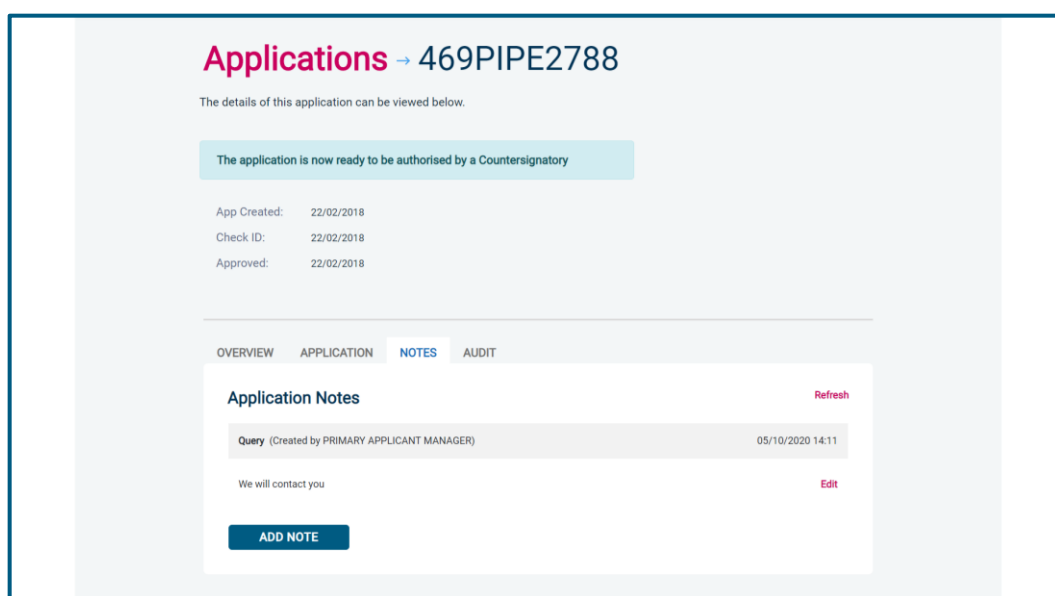 Applications → 469PIPE2788
The details of this application can be viewed below.
The application is now ready to be authorised by a Countersignatory
App Created: 22/02/2018
Check ID: 22/02/2018
Approved: 22/02/2018
OVERVIEW APPLICATION NOTES AUDIT
Application Notes Refresh
Query (Created by PRIMARY APPLICANT MANAGER) 05/10/2020 14:11
We will contact you Edit
ADD NOTE